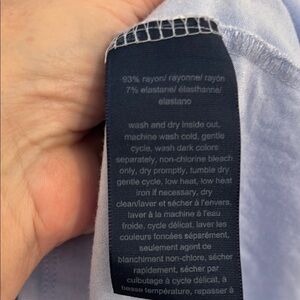 93% rayon/ rayonne/ rayón
7% elastane/ élasthanne/
elastano
wash and dry inside out,
machine wash cold, gentle
cycle, wash dark colors
separately, non-chlorine bleach
only, dry promptly, tumble dry
gentle cycle, low heat, low heat
iron if necessary, dry
clean/laver et sécher à l'envers,
laver à la machine à l'eau
froide, cycle délicat, laver les
couleurs foncées séparément,
seulement agent de
blanchiment non-chlore, sécher
rapidement, sécher par
culbutage à cycle délicat, à
basse température, repasser à